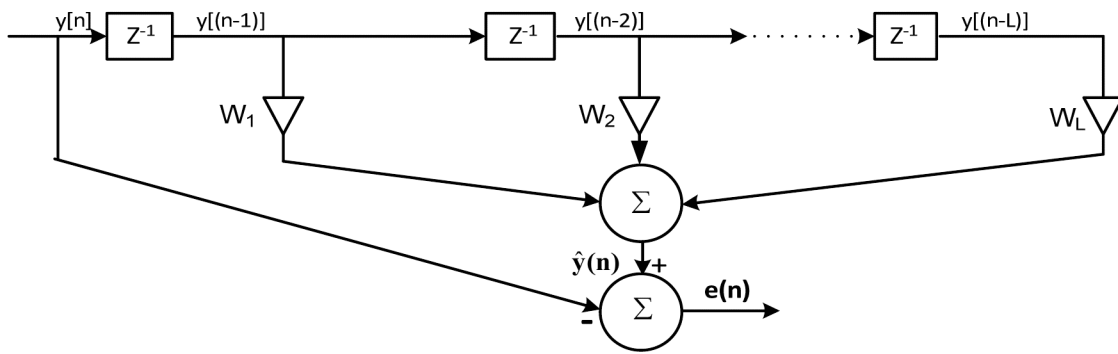 y[n]
Z⁻¹
y[(n-1)]
Z⁻¹
y[(n-2)]
Z⁻¹
y[(n-L)]
W₁
W₂
W_L
Σ
ŷ(n)
+
Σ
-
e(n)